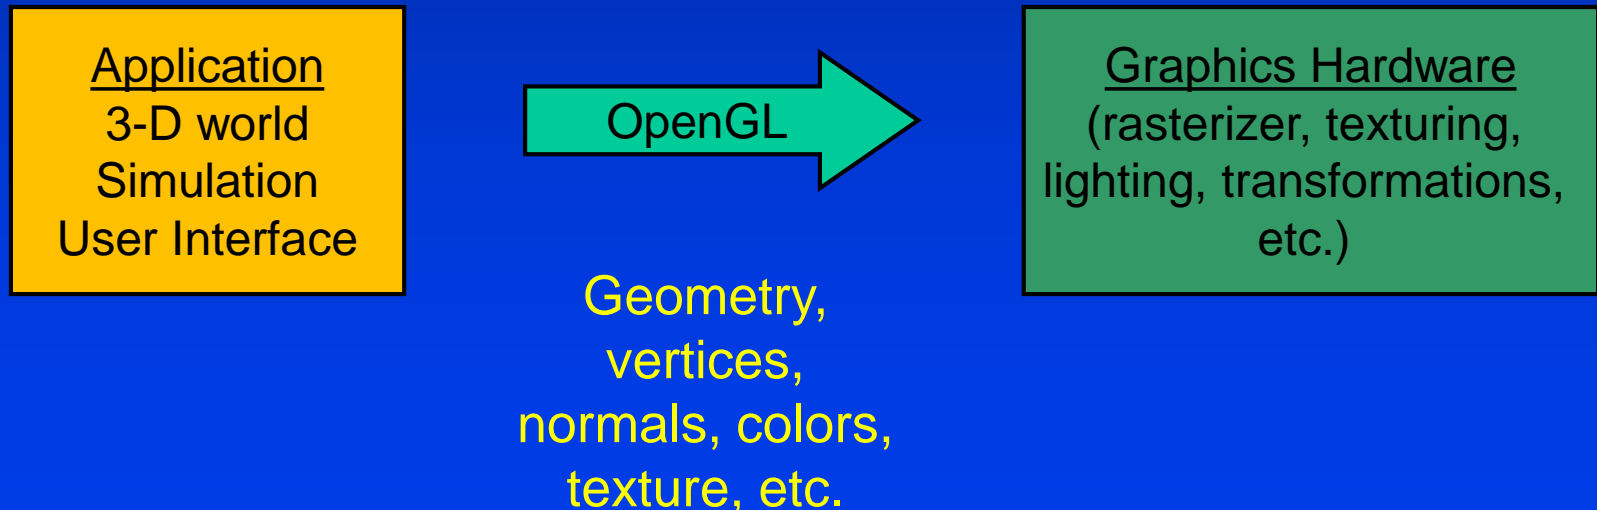 Application
3-D world
Simulation
User Interface
OpenGL
Geometry,
vertices,
normals, colors,
texture, etc.
Graphics Hardware
(rasterizer, texturing,
lighting, transformations,
etc.)